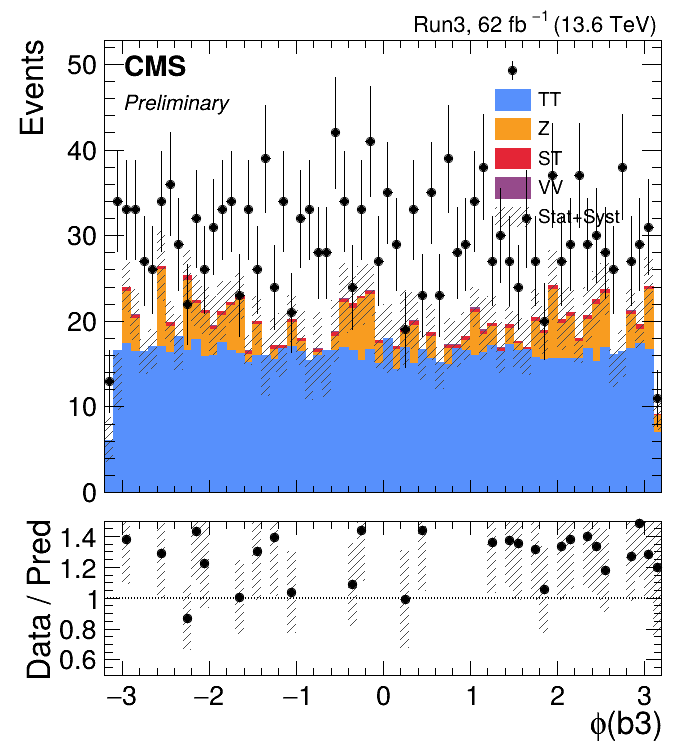 Run3, 62 fb⁻¹ (13.6 TeV)
CMS
Preliminary
TT
Z
ST
VV
Stat+Syst
Events
50
40
30
20
10
0
Data / Pred
1.4
1.2
1
0.8
0.6
−3 −2 −1 0 1 2 3
ϕ(b3)